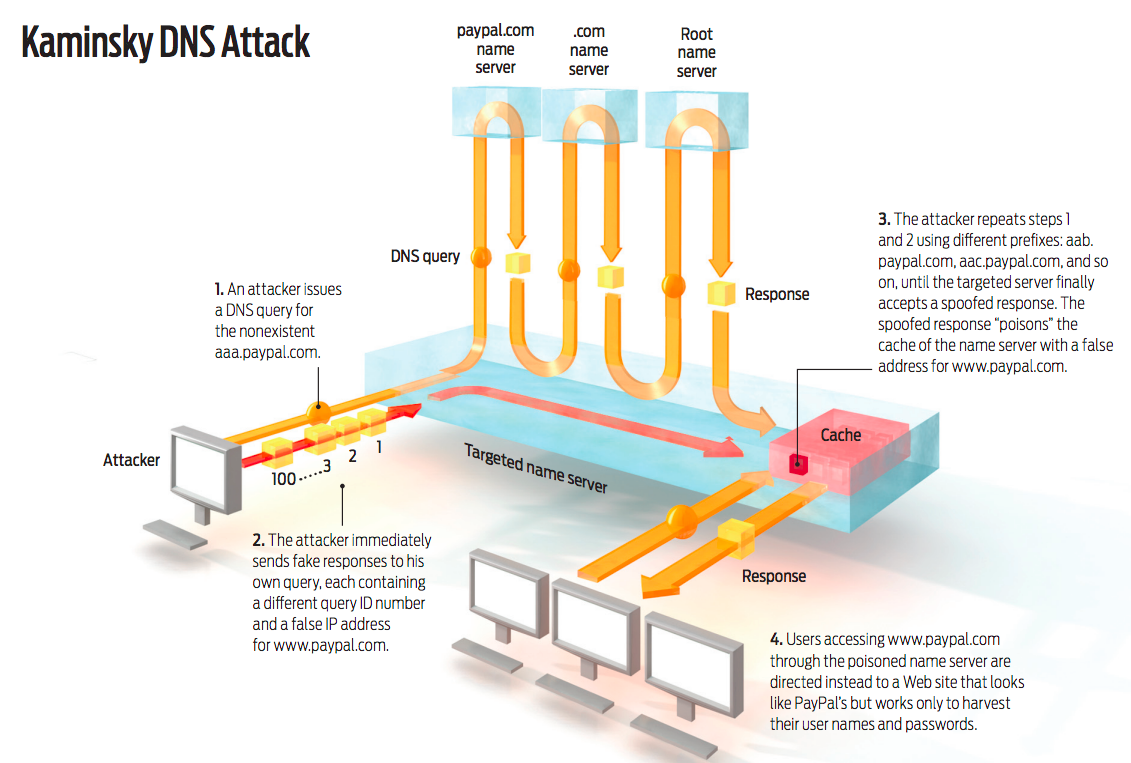 Kaminsky DNS Attack
paypal.com
name
server
.com
name
server
Root
name
server
DNS query
Response
1. An attacker issues
a DNS query for
the nonexistent
aaa.paypal.com.
3. The attacker repeats steps 1
and 2 using different prefixes: aab.
paypal.com, aac.paypal.com, and so
on, until the targeted server finally
accepts a spoofed response. The
spoofed response “poisons” the
cache of the name server with a false
address for www.paypal.com.
Attacker
100.....3 2 1
Targeted name server
Cache
2. The attacker immediately
sends fake responses to his
own query, each containing
a different query ID number
and a false IP address
for www.paypal.com.
Response
4. Users accessing www.paypal.com
through the poisoned name server are
directed instead to a Web site that looks
like PayPal’s but works only to harvest
their user names and passwords.